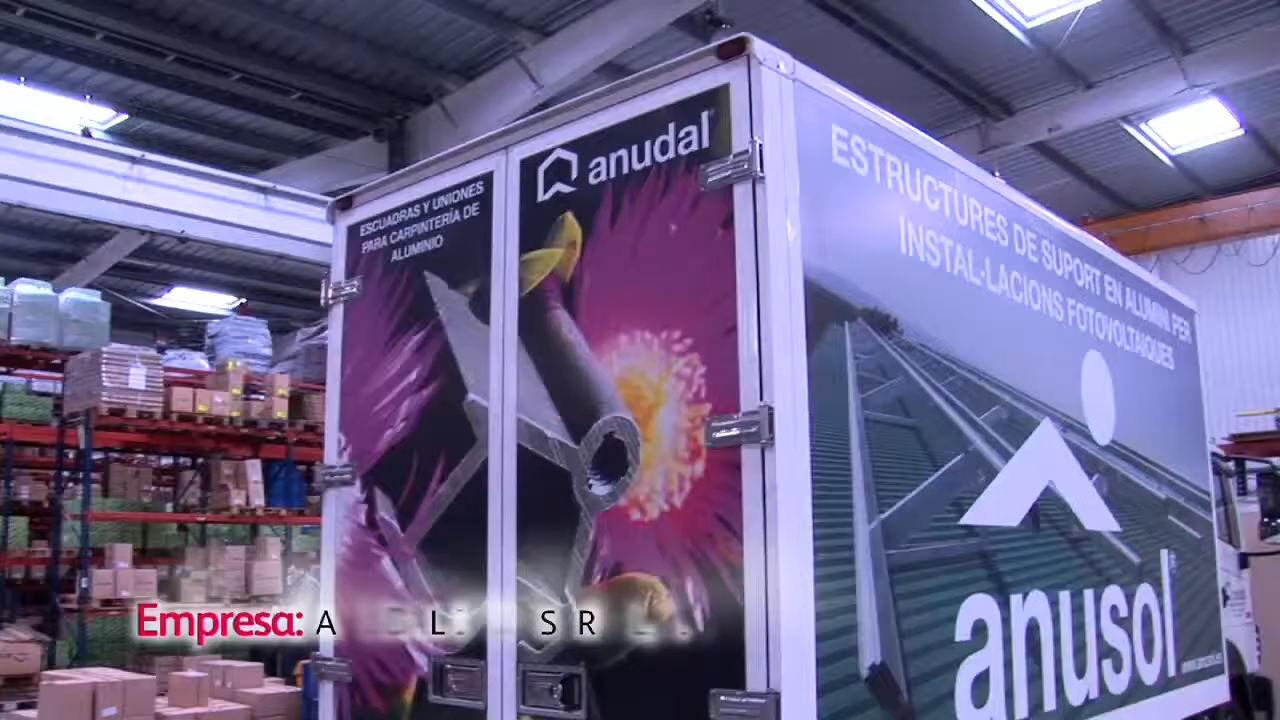 anudal
ESCUADRAS Y UNIONES
PARA CARPINTERÍA DE
ALUMINIO
ESTRUCTURES DE SUPORT EN ALUMINI PER
INSTAL·LACIONS FOTOVOLTAIQUES
anusol
Empresa: